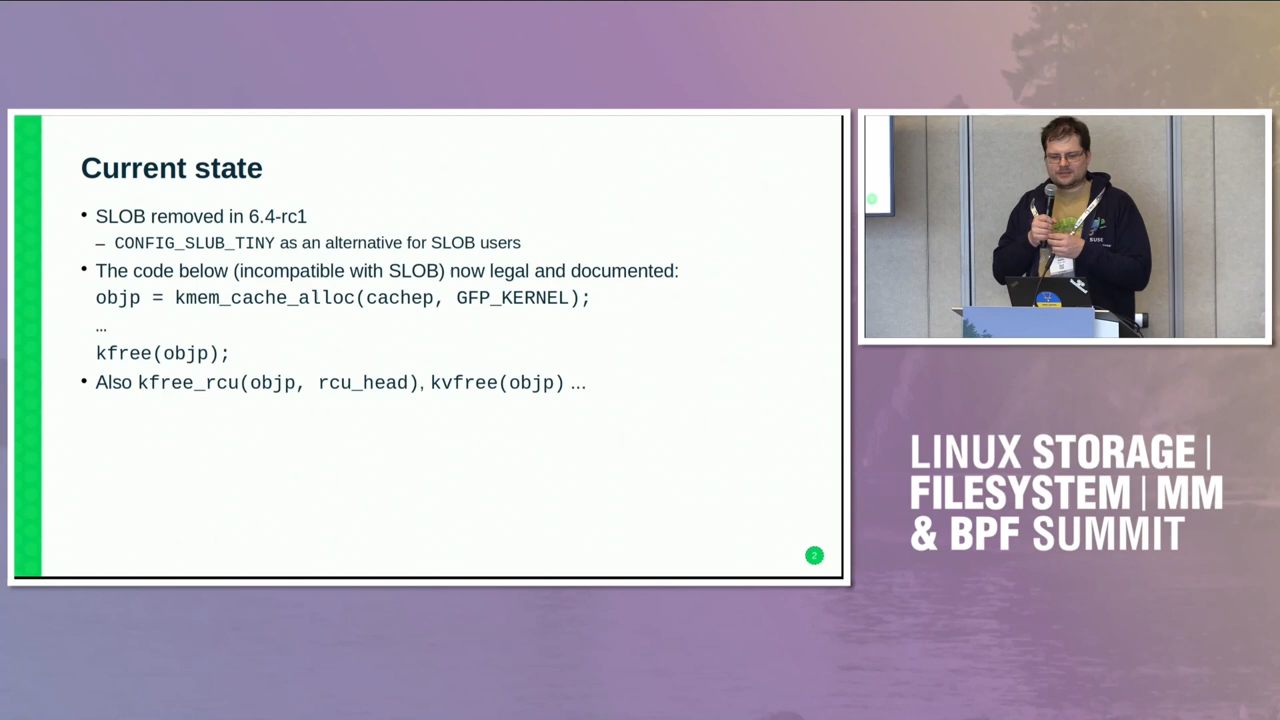 Current state
• SLOB removed in 6.4-rc1
– CONFIG_SLUB_TINY as an alternative for SLOB users
• The code below (incompatible with SLOB) now legal and documented:
objp = kmem_cache_alloc(cachep, GFP_KERNEL);
…
kfree(objp);
• Also kfree_rcu(objp, rcu_head), kvfree(objp) …
2
SUSE
LINUX STORAGE |
FILESYSTEM | MM
& BPF SUMMIT